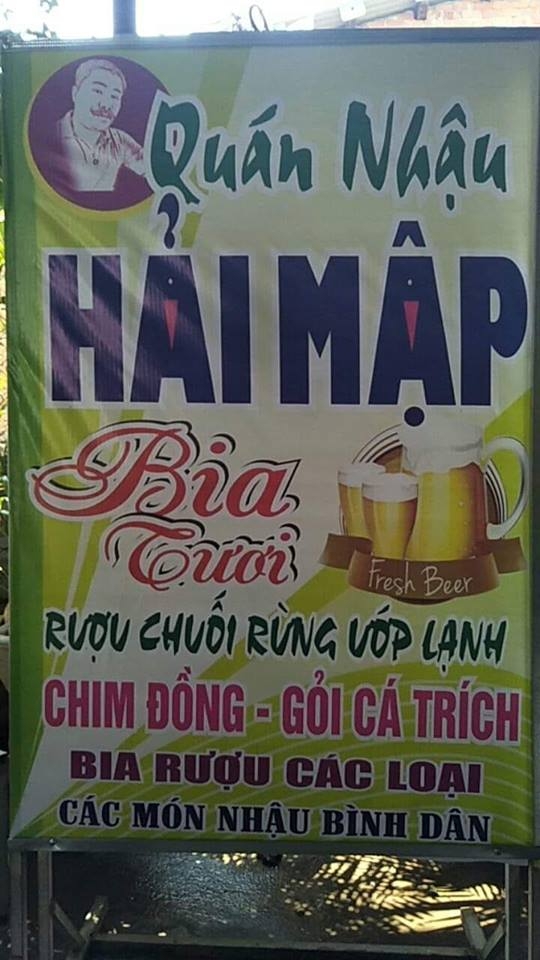 Quán Nhậu
HẢI MẬP
Bia
Tươi
Fresh Beer
RƯỢU CHUỐI RỪNG ƯỚP LẠNH
CHIM ĐỒNG - GỎI CÁ TRÍCH
BIA RƯỢU CÁC LOẠI
CÁC MÓN NHẬU BÌNH DÂN